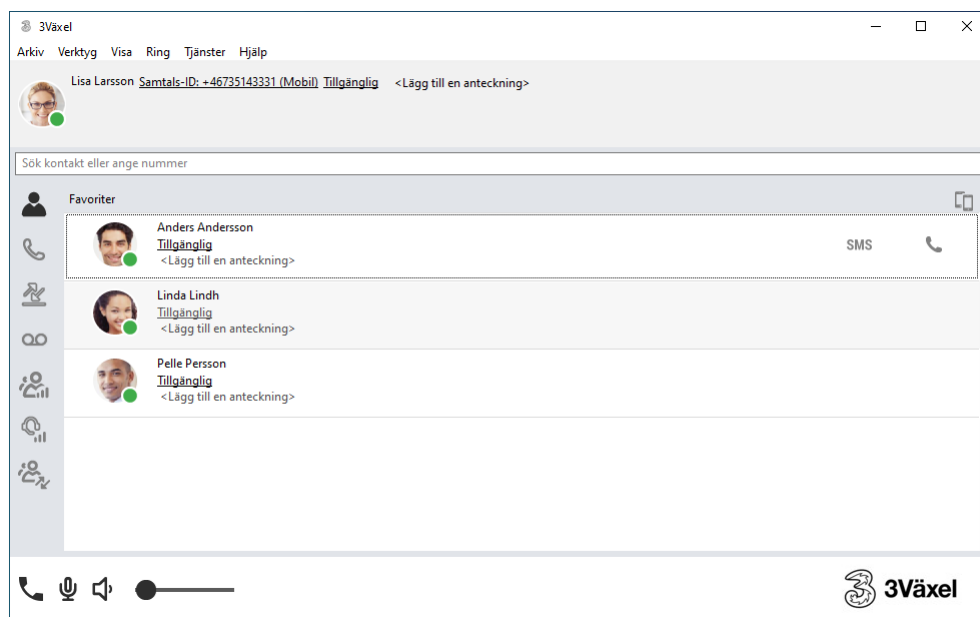 3Växel
Arkiv Verktyg Visa Ring Tjänster Hjälp
Lisa Larsson Samtals-ID: +46735143331 (Mobil) Tillgänglig <Lägg till en anteckning>
Sök kontakt eller ange nummer
Favoriter
Anders Andersson
Tillgänglig
<Lägg till en anteckning>
SMS
Linda Lindh
Tillgänglig
<Lägg till en anteckning>
Pelle Persson
Tillgänglig
<Lägg till en anteckning>
3Växel